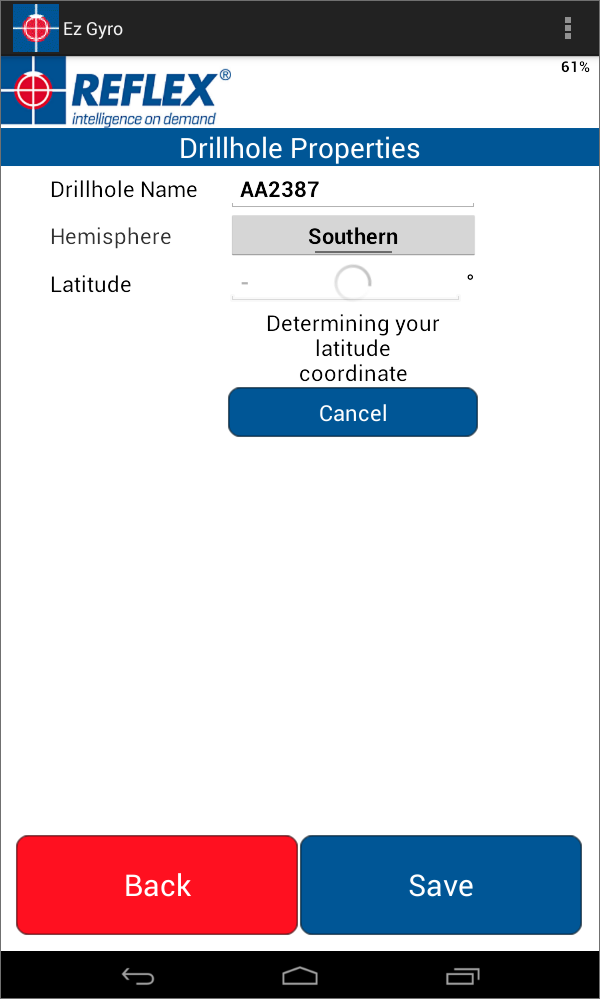 Ez Gyro
61%
REFLEX®
intelligence on demand
Drillhole Properties
Drillhole Name AA2387
Hemisphere Southern
Latitude - °
Determining your
latitude
coordinate
Cancel
Back Save